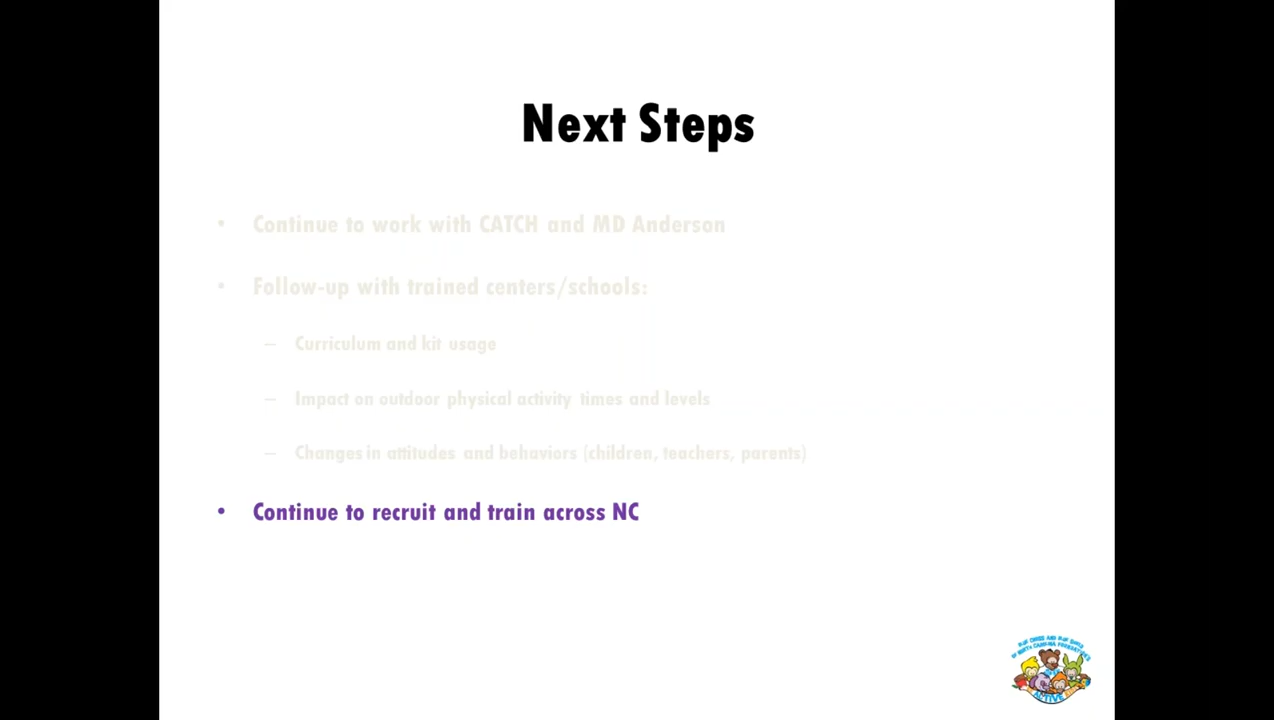 Next Steps
• Continue to work with CATCH and MD Anderson
• Follow-up with trained centers/schools:
– Curriculum and kit usage
– Impact on outdoor physical activity times and levels
– Changes in attitudes and behaviors (children, teachers, parents)
• Continue to recruit and train across NC
ACTIVE